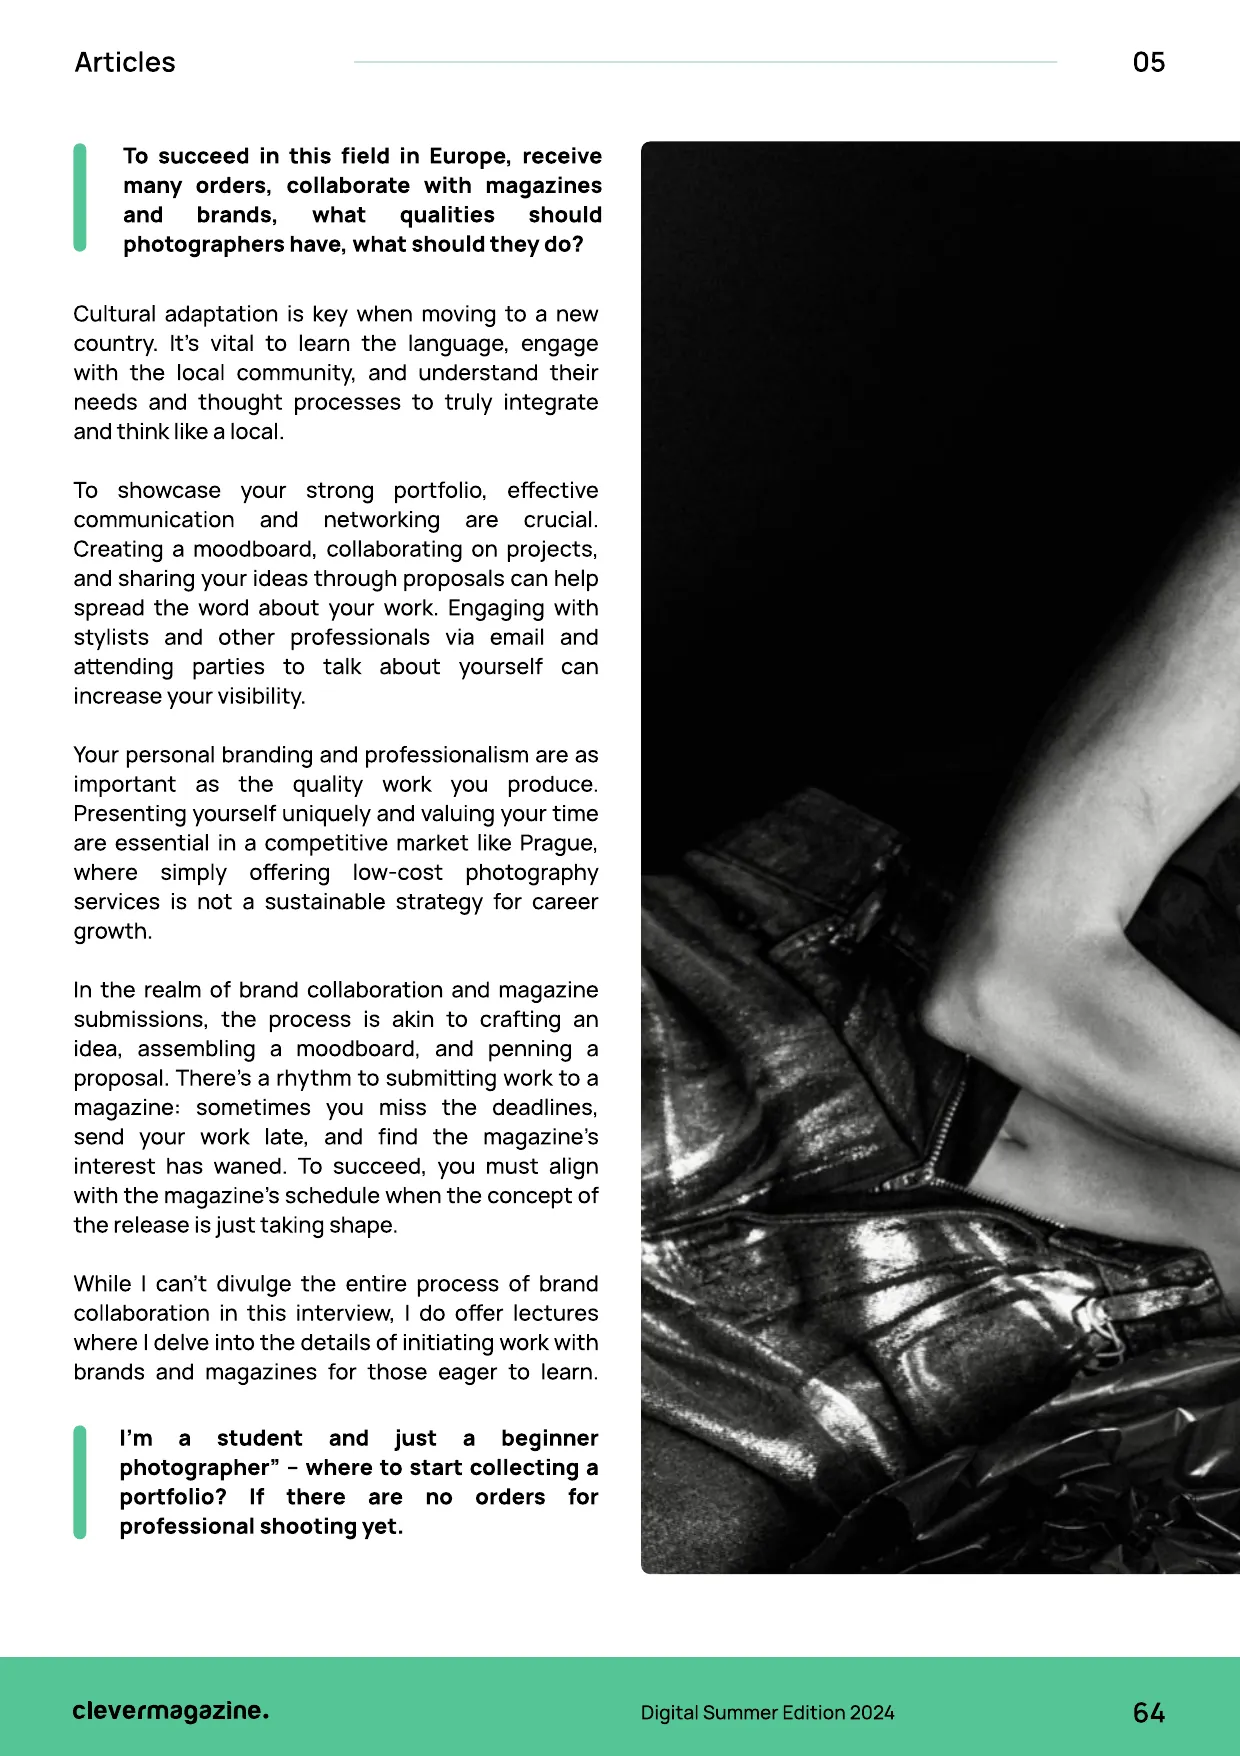 Articles
05
To succeed in this field in Europe, receive
many orders, collaborate with magazines
and brands, what qualities should
photographers have, what should they do?
Cultural adaptation is key when moving to a new
country. It's vital to learn the language, engage
with the local community, and understand their
needs and thought processes to truly integrate
and think like a local.
To showcase your strong portfolio, effective
communication and networking are crucial.
Creating a moodboard, collaborating on projects,
and sharing your ideas through proposals can help
spread the word about your work. Engaging with
stylists and other professionals via email and
attending parties to talk about yourself can
increase your visibility.
Your personal branding and professionalism are as
important as the quality work you produce.
Presenting yourself uniquely and valuing your time
are essential in a competitive market like Prague,
where simply offering low-cost photography
services is not a sustainable strategy for career
growth.
In the realm of brand collaboration and magazine
submissions, the process is akin to crafting an
idea, assembling a moodboard, and penning a
proposal. There's a rhythm to submitting work to a
magazine: sometimes you miss the deadlines,
send your work late, and find the magazine's
interest has waned. To succeed, you must align
with the magazine's schedule when the concept of
the release is just taking shape.
While I can't divulge the entire process of brand
collaboration in this interview, I do offer lectures
where I delve into the details of initiating work with
brands and magazines for those eager to learn.
I'm a student and just a beginner
photographer” – where to start collecting a
portfolio? If there are no orders for
professional shooting yet.
clevermagazine.
Digital Summer Edition 2024
64